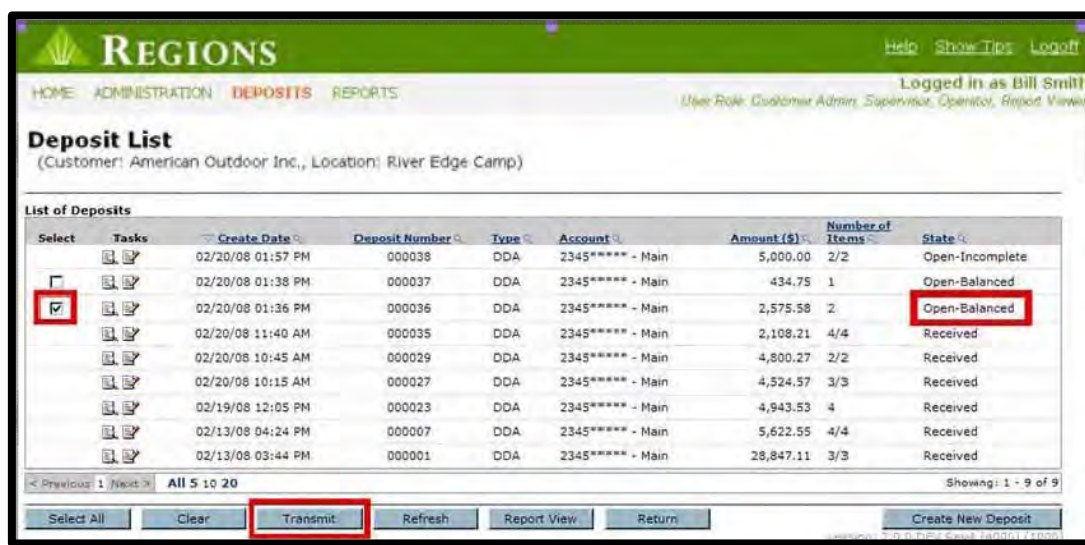 REGIONS
Help Show Tips Logoff
HOME ADMINISTRATION DEPOSITS REPORTS
Logged in as Bill Smith
User Role: Customer Admin, Supervisor, Operator, Report Viewer
Deposit List
(Customer: American Outdoor Inc., Location: River Edge Camp)
List of Deposits
Select Tasks Create Date Deposit Number Type Account Amount ($) Number of Items State
02/20/08 01:57 PM 000038 DDA 2345***** - Main 5,000.00 2/2 Open-Incomplete
02/20/08 01:38 PM 000037 DDA 2345***** - Main 434.75 1 Open-Balanced
02/20/08 01:36 PM 000036 DDA 2345***** - Main 2,575.58 2 Open-Balanced
02/20/08 11:40 AM 000035 DDA 2345***** - Main 2,108.21 4/4 Received
02/20/08 10:45 AM 000029 DDA 2345***** - Main 4,800.27 2/2 Received
02/20/08 10:15 AM 000027 DDA 2345***** - Main 4,524.57 3/3 Received
02/19/08 12:05 PM 000023 DDA 2345***** - Main 4,943.53 4 Received
02/13/08 04:24 PM 000007 DDA 2345***** - Main 5,622.55 4/4 Received
02/13/08 03:44 PM 000001 DDA 2345***** - Main 28,847.11 3/3 Received
< Previous 1 Next > All 5 10 20 Showing: 1 - 9 of 9
Select All Clear Transmit Refresh Report View Return Create New Deposit